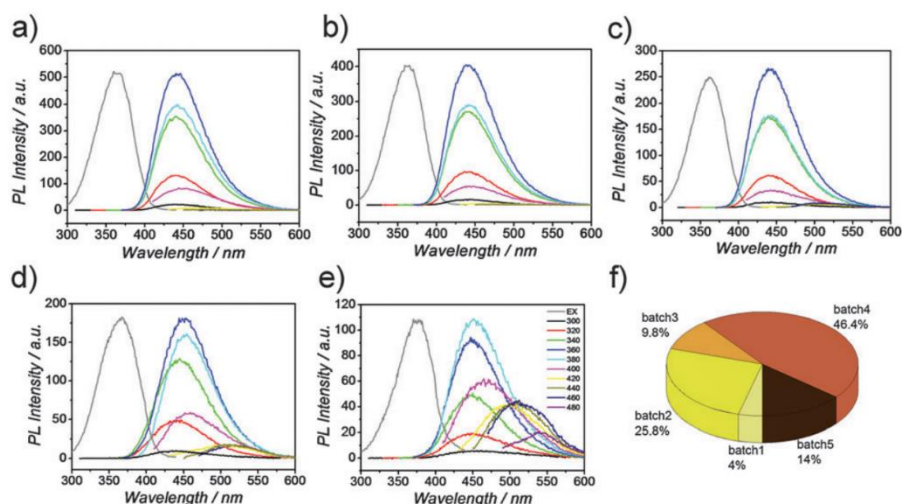 a)
PL Intensity / a.u.
600
500
400
300
200
100
0
300 350 400 450 500 550 600
Wavelength / nm
b)
PL Intensity / a.u.
400
300
200
100
0
300 350 400 450 500 550 600
Wavelength / nm
c)
PL Intensity / a.u.
300
250
200
150
100
50
0
300 350 400 450 500 550 600
Wavelength / nm
d)
PL Intensity / a.u.
200
150
100
50
0
300 350 400 450 500 550 600
Wavelength / nm
e)
PL Intensity / a.u.
120
100
80
60
40
20
0
300 350 400 450 500 550 600
Wavelength / nm
EX
300
320
340
360
380
400
420
440
460
480
f)
batch4
46.4%
batch3
9.8%
batch2
25.8%
batch1
4%
batch5
14%